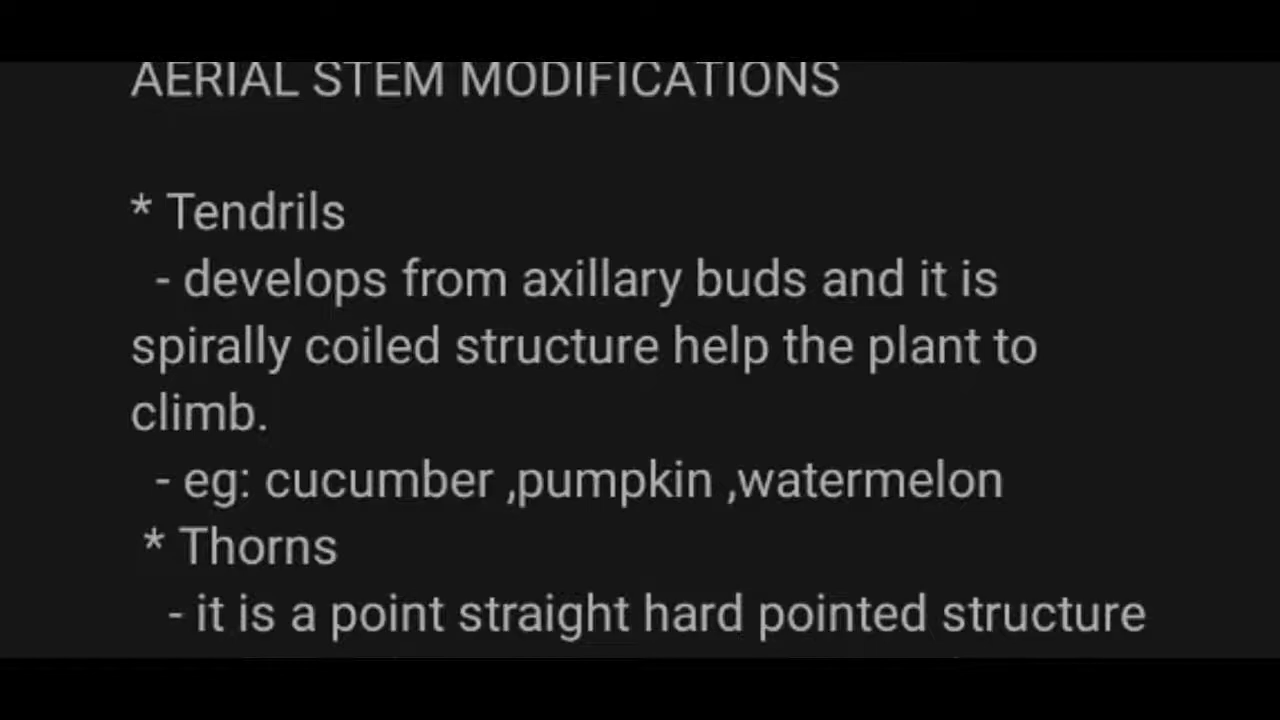 AERIAL STEM MODIFICATIONS
* Tendrils
- develops from axillary buds and it is
spirally coiled structure help the plant to
climb.
- eg: cucumber ,pumpkin ,watermelon
* Thorns
- it is a point straight hard pointed structure